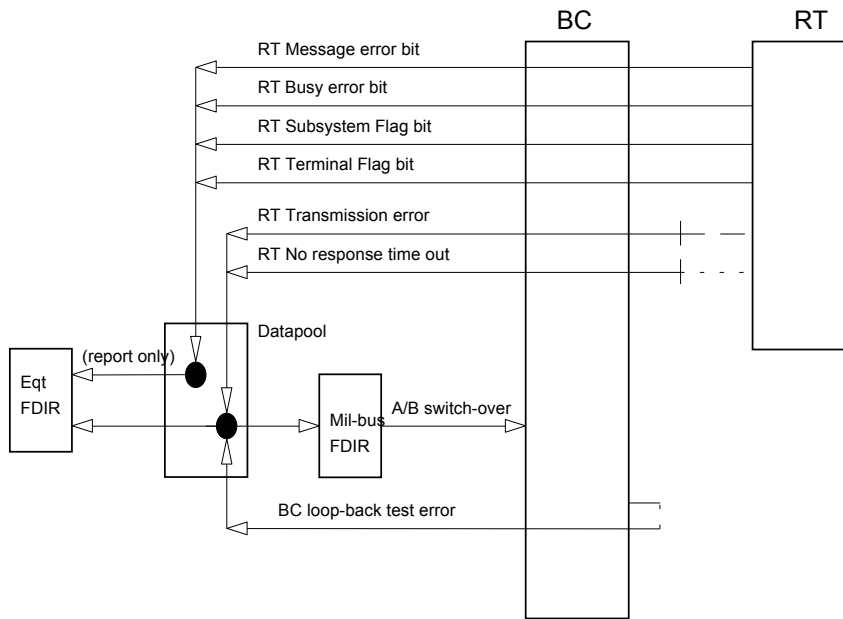 BC
RT
RT Message error bit
RT Busy error bit
RT Subsystem Flag bit
RT Terminal Flag bit
RT Transmission error
RT No response time out
Datapool
(report only)
Eqt
FDIR
Mil-bus
FDIR
A/B switch-over
BC loop-back test error